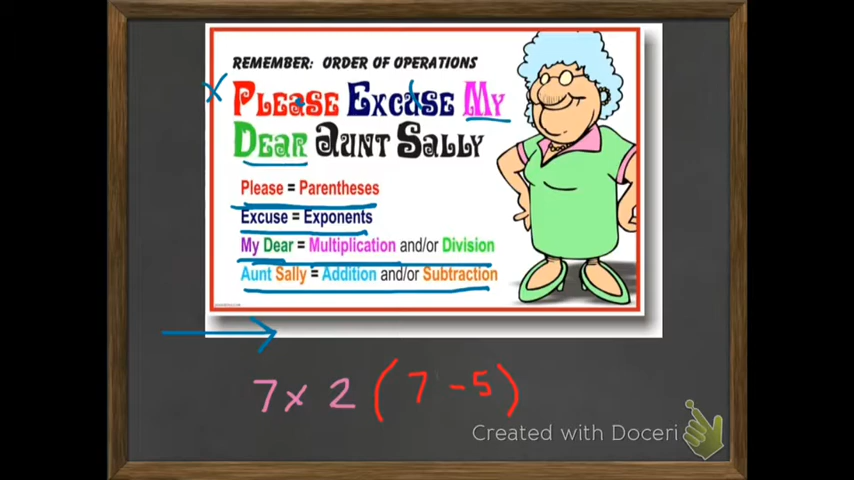 REMEMBER: ORDER OF OPERATIONS
PLEASE EXCUSE MY
DEAR AUNT SALLY
Please = Parentheses
Excuse = Exponents
My Dear = Multiplication and/or Division
Aunt Sally = Addition and/or Subtraction
7 x 2 (7 - 5)
Created with Doceri